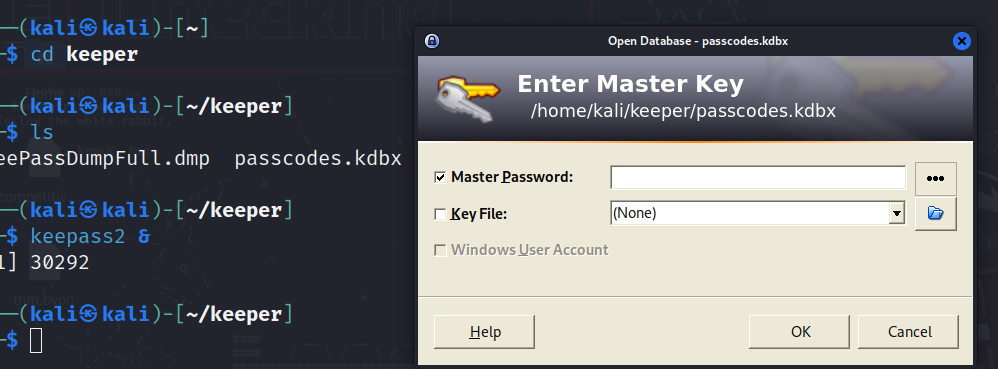 ──(kali㉿kali)-[~]
─$ cd keeper
──(kali㉿kali)-[~/keeper]
─$ ls
eePassDumpFull.dmp  passcodes.kdbx
──(kali㉿kali)-[~/keeper]
─$ keepass2 &
1] 30292
──(kali㉿kali)-[~/keeper]
─$
Open Database - passcodes.kdbx
Enter Master Key
/home/kali/keeper/passcodes.kdbx
Master Password:
Key File:
(None)
Windows User Account
Help
OK
Cancel